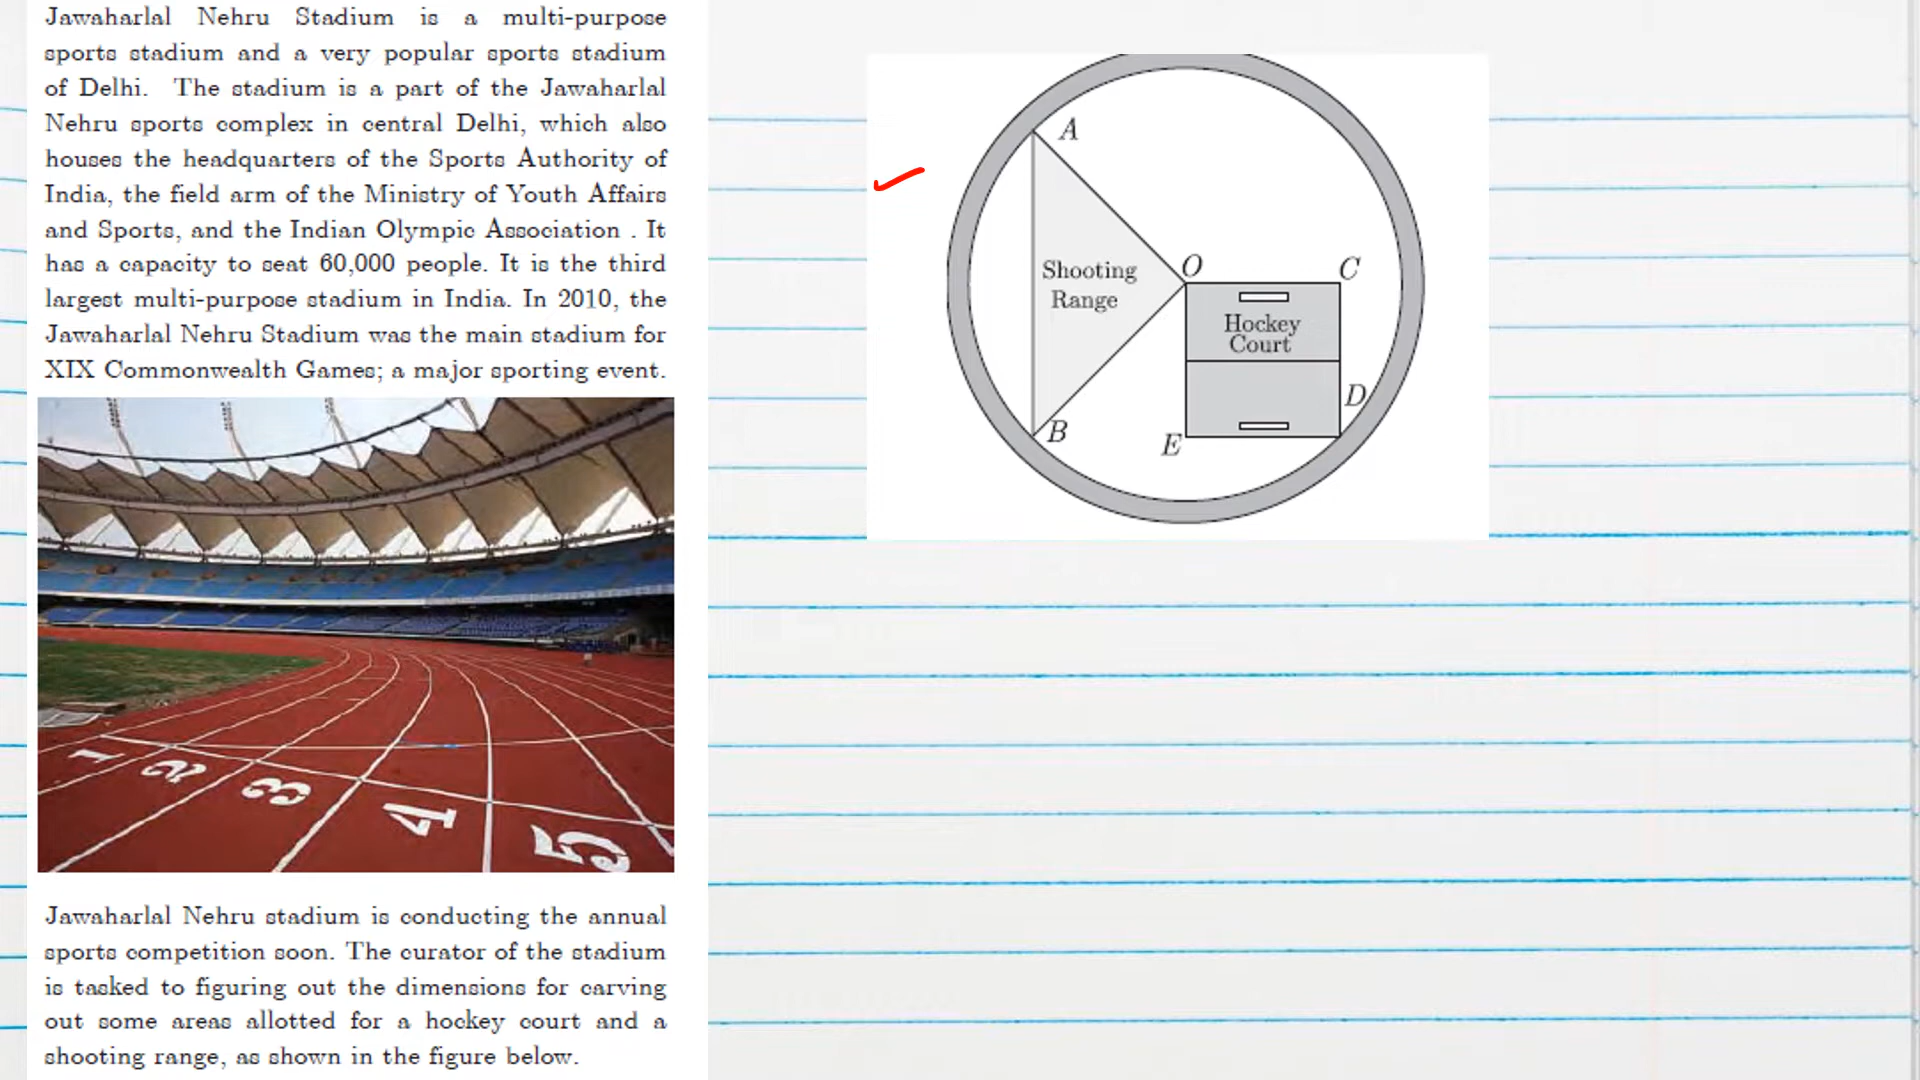 Jawaharlal Nehru Stadium is a multi-purpose
sports stadium and a very popular sports stadium
of Delhi. The stadium is a part of the Jawaharlal
Nehru sports complex in central Delhi, which also
houses the headquarters of the Sports Authority of
India, the field arm of the Ministry of Youth Affairs
and Sports, and the Indian Olympic Association . It
has a capacity to seat 60,000 people. It is the third
largest multi-purpose stadium in India. In 2010, the
Jawaharlal Nehru Stadium was the main stadium for
XIX Commonwealth Games; a major sporting event.
1
2
3
4
5
Jawaharlal Nehru stadium is conducting the annual
sports competition soon. The curator of the stadium
is tasked to figuring out the dimensions for carving
out some areas allotted for a hockey court and a
shooting range, as shown in the figure below.
A
O
C
Shooting
Range
Hockey
Court
D
B
E